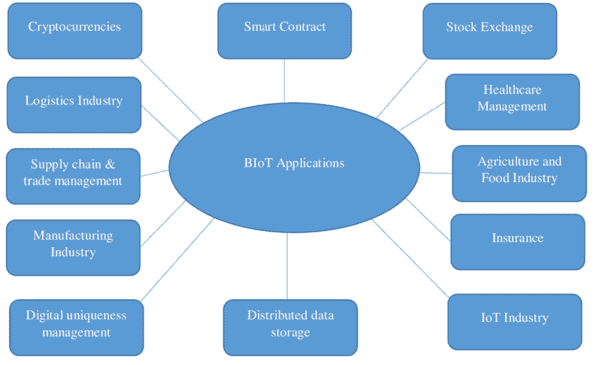 Cryptocurrencies
Smart Contract
Stock Exchange
Logistics Industry
Healthcare
Management
Supply chain &
trade management
BIoT Applications
Agriculture and
Food Industry
Manufacturing
Industry
Insurance
Digital uniqueness
management
Distributed data
storage
IoT Industry